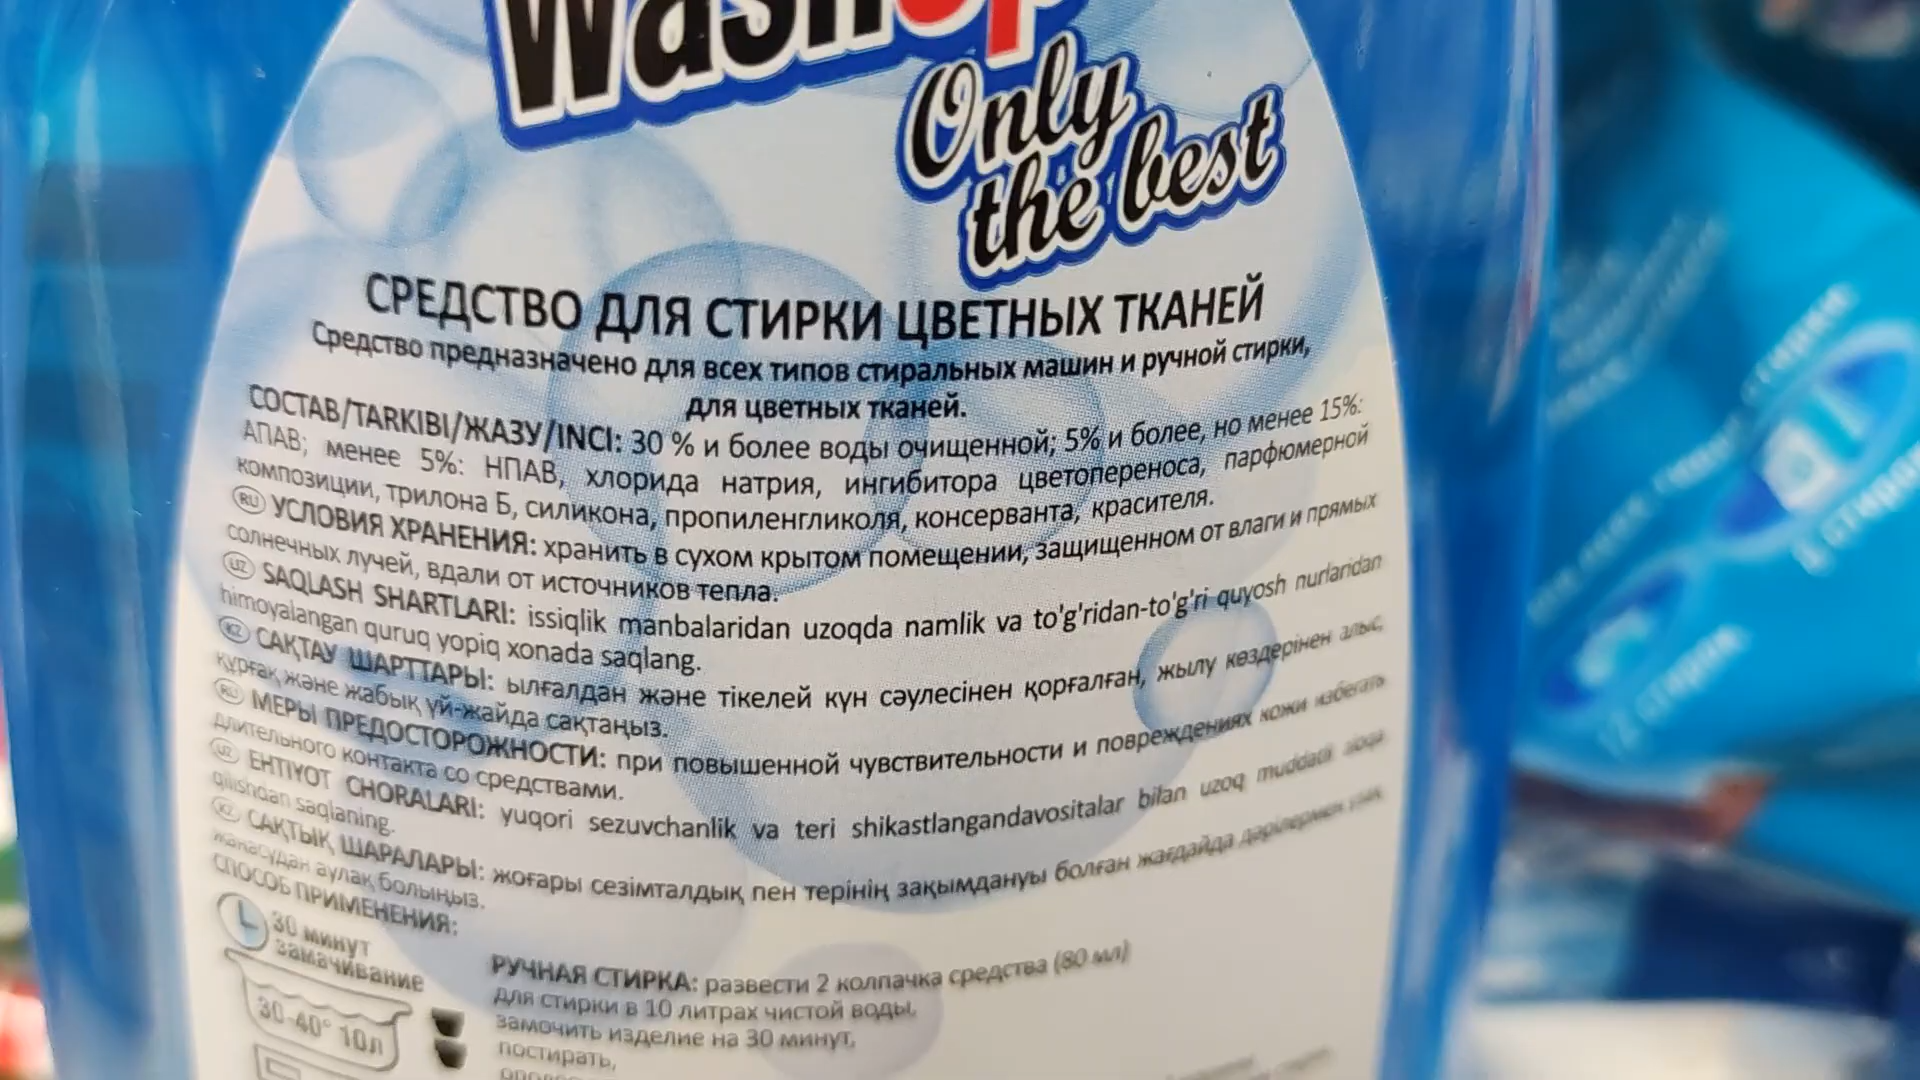 Wash Up
Only
the best
СРЕДСТВО ДЛЯ СТИРКИ ЦВЕТНЫХ ТКАНЕЙ
Средство предназначено для всех типов стиральных машин и ручной стирки,
для цветных тканей.
СОСТАВ/TARKIBI/ЖАЗУ/INCI: 30 % и более воды очищенной; 5% и более, но менее 15%:
АПАВ; менее 5%: НПАВ, хлорида натрия, ингибитора цветопереноса, парфюмерной
композиции, трилона Б, силикона, пропиленгликоля, консерванта, красителя.
RU УСЛОВИЯ ХРАНЕНИЯ: хранить в сухом крытом помещении, защищенном от влаги и прямых
солнечных лучей, вдали от источников тепла.
UZ SAQLASH SHARTLARI: issiqlik manbalaridan uzoqda namlik va to'g'ridan-to'g'ri quyosh nurlaridan
himoyalangan quruq yopiq xonada saqlang.
KZ САҚТАУ ШАРТТАРЫ: ылғалдан және тікелей күн сәулесінен қорғалған, жылу көздерінен алыс,
құрғақ және жабық үй-жайда сақтаңыз.
RU МЕРЫ ПРЕДОСТОРОЖНОСТИ: при повышенной чувствительности и повреждениях кожи избегать
длительного контакта со средствами.
UZ EHTIYOT CHORALARI: yuqori sezuvchanlik va teri shikastlangandavositalar bilan uzoq muddatli aloqa
qilishdan saqlaning.
KZ САҚТЫҚ ШАРАЛАРЫ: жоғары сезімталдық пен терінің зақымдануы болған жағдайда дәрілермен ұзақ
жанасудан аулақ болыңыз.
СПОСОБ ПРИМЕНЕНИЯ:
30 минут
замачивание
30-40° 10л
РУЧНАЯ СТИРКА: развести 2 колпачка средства (80 мл)
для стирки в 10 литрах чистой воды,
замочить изделие на 30 минут,
постирать,